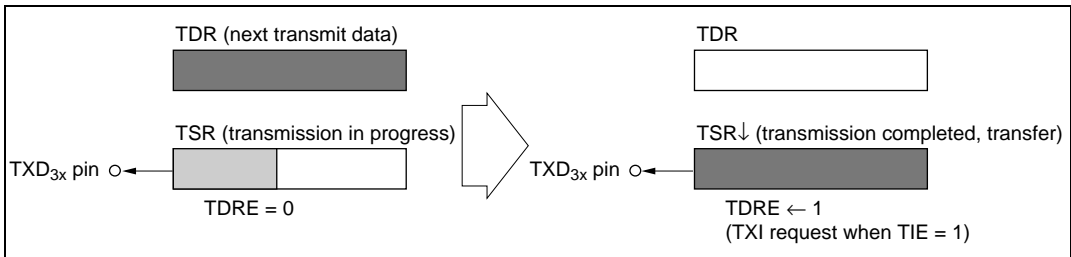 TDR (next transmit data)
TSR (transmission in progress)
TXD3x pin
TDRE = 0
TDR
TSR↓ (transmission completed, transfer)
TXD3x pin
TDRE ← 1
(TXI request when TIE = 1)